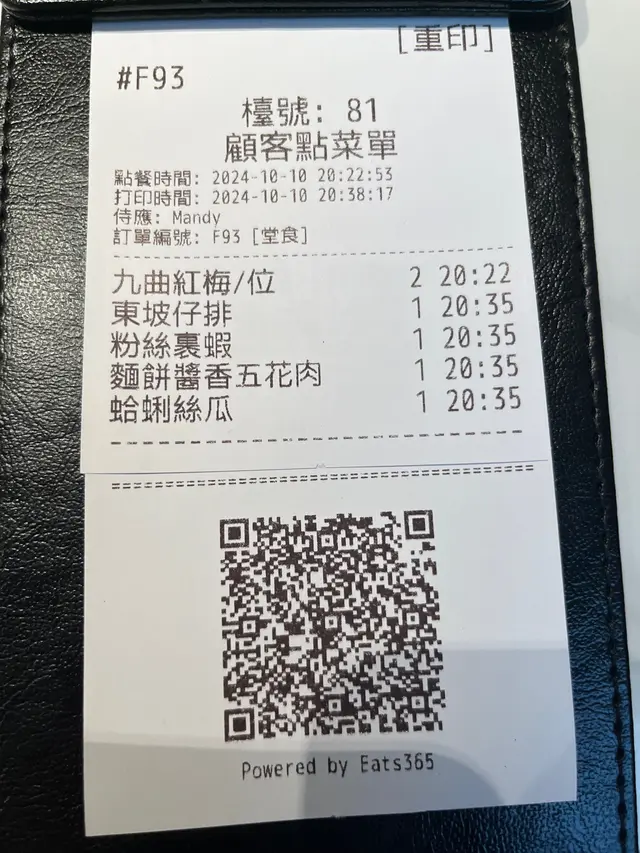 [重印]
#F93
檯號: 81
顧客點菜單
點餐時間: 2024-10-10 20:22:53
打印時間: 2024-10-10 20:38:17
侍應: Mandy
訂單編號: F93 [堂食]
九曲紅梅/位 2 20:22
東坡仔排 1 20:35
粉絲裹蝦 1 20:35
麵餅醬香五花肉 1 20:35
蛤蜊絲瓜 1 20:35
Powered by Eats365